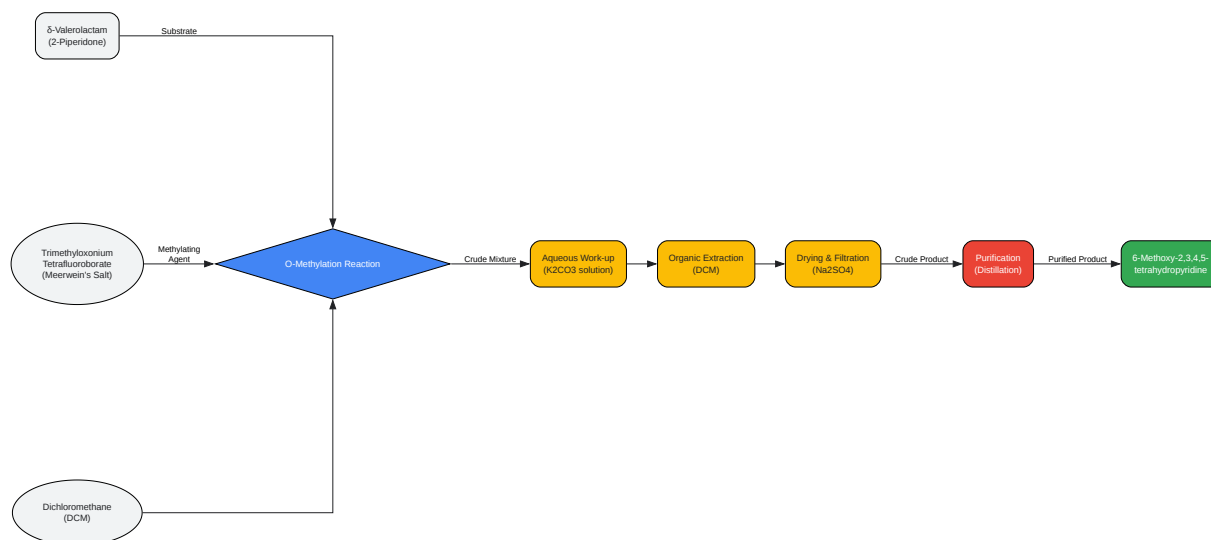 δ-Valerolactam
(2-Piperidone)
Substrate
Trimethyloxonium
Tetrafluoroborate
(Meerwein's Salt)
Methylating
Agent
O-Methylation Reaction
Crude Mixture
Aqueous Work-up
(K2CO3 solution)
Organic Extraction
(DCM)
Drying & Filtration
(Na2SO4)
Crude Product
Purification
(Distillation)
Purified Product
6-Methoxy-2,3,4,5-
tetrahydropyridine
Dichloromethane
(DCM)